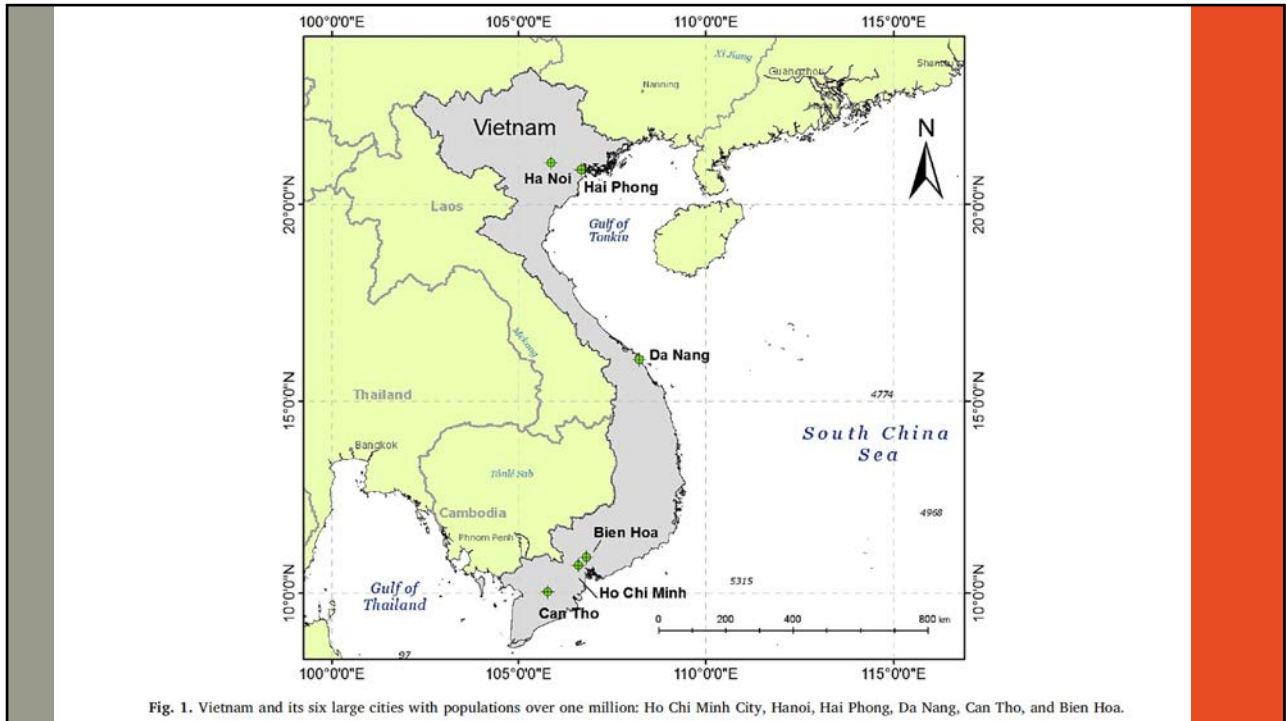 100°0'0"E 105°0'0"E 110°0'0"E 115°0'0"E
Xi Jiang
Guangzhou
Nanning
Vietnam
N
Ha Noi
Hai Phong
20°0'0"N
20°0'0"N
Laos
Gulf of
Tonkin
Mekong
Da Nang
Thailand
4774
15°0'0"N
15°0'0"N
South China
Sea
Bangkok
Tônlé Sab
Cambodia
4968
Phnom Penh
Bien Hoa
5315
Gulf of
Thailand
Ho Chi Minh
10°0'0"N
10°0'0"N
Can Tho
0 200 400 800 km
97
100°0'0"E 105°0'0"E 110°0'0"E 115°0'0"E
Fig. 1. Vietnam and its six large cities with populations over one million: Ho Chi Minh City, Hanoi, Hai Phong, Da Nang, Can Tho, and Bien Hoa.